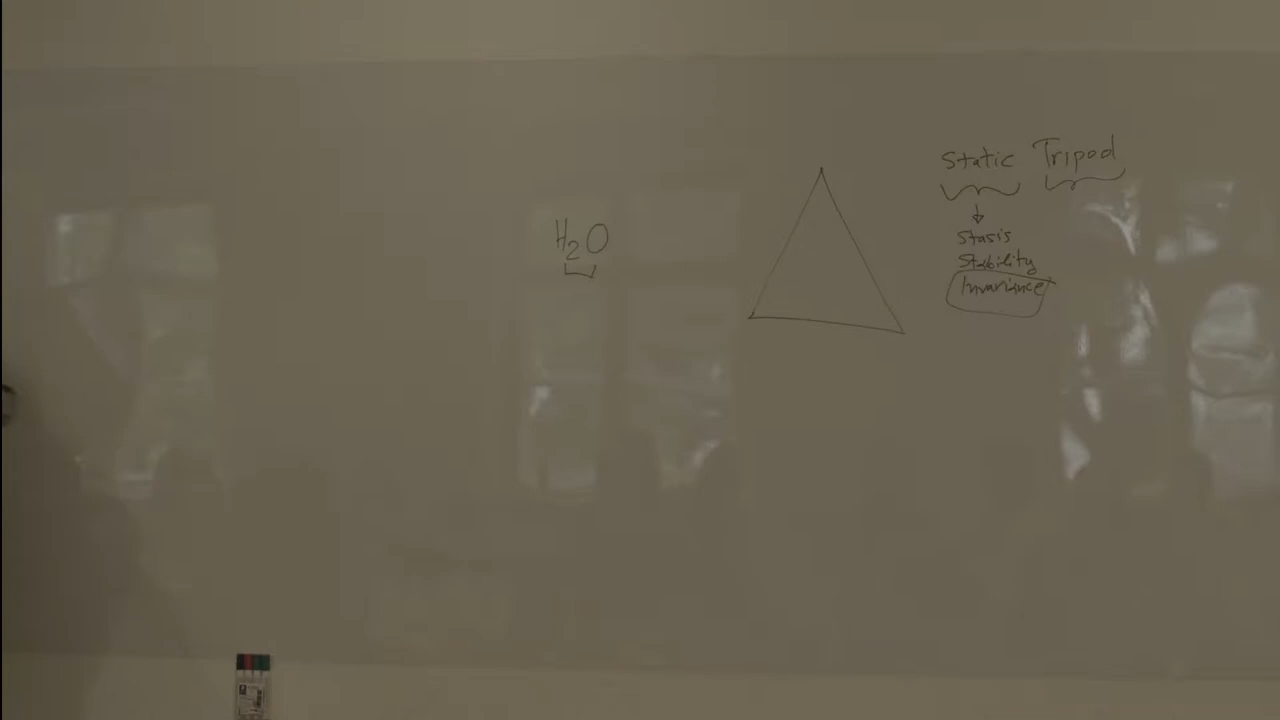 H₂O
Static Tripod
Stasis
Stability
Invariance